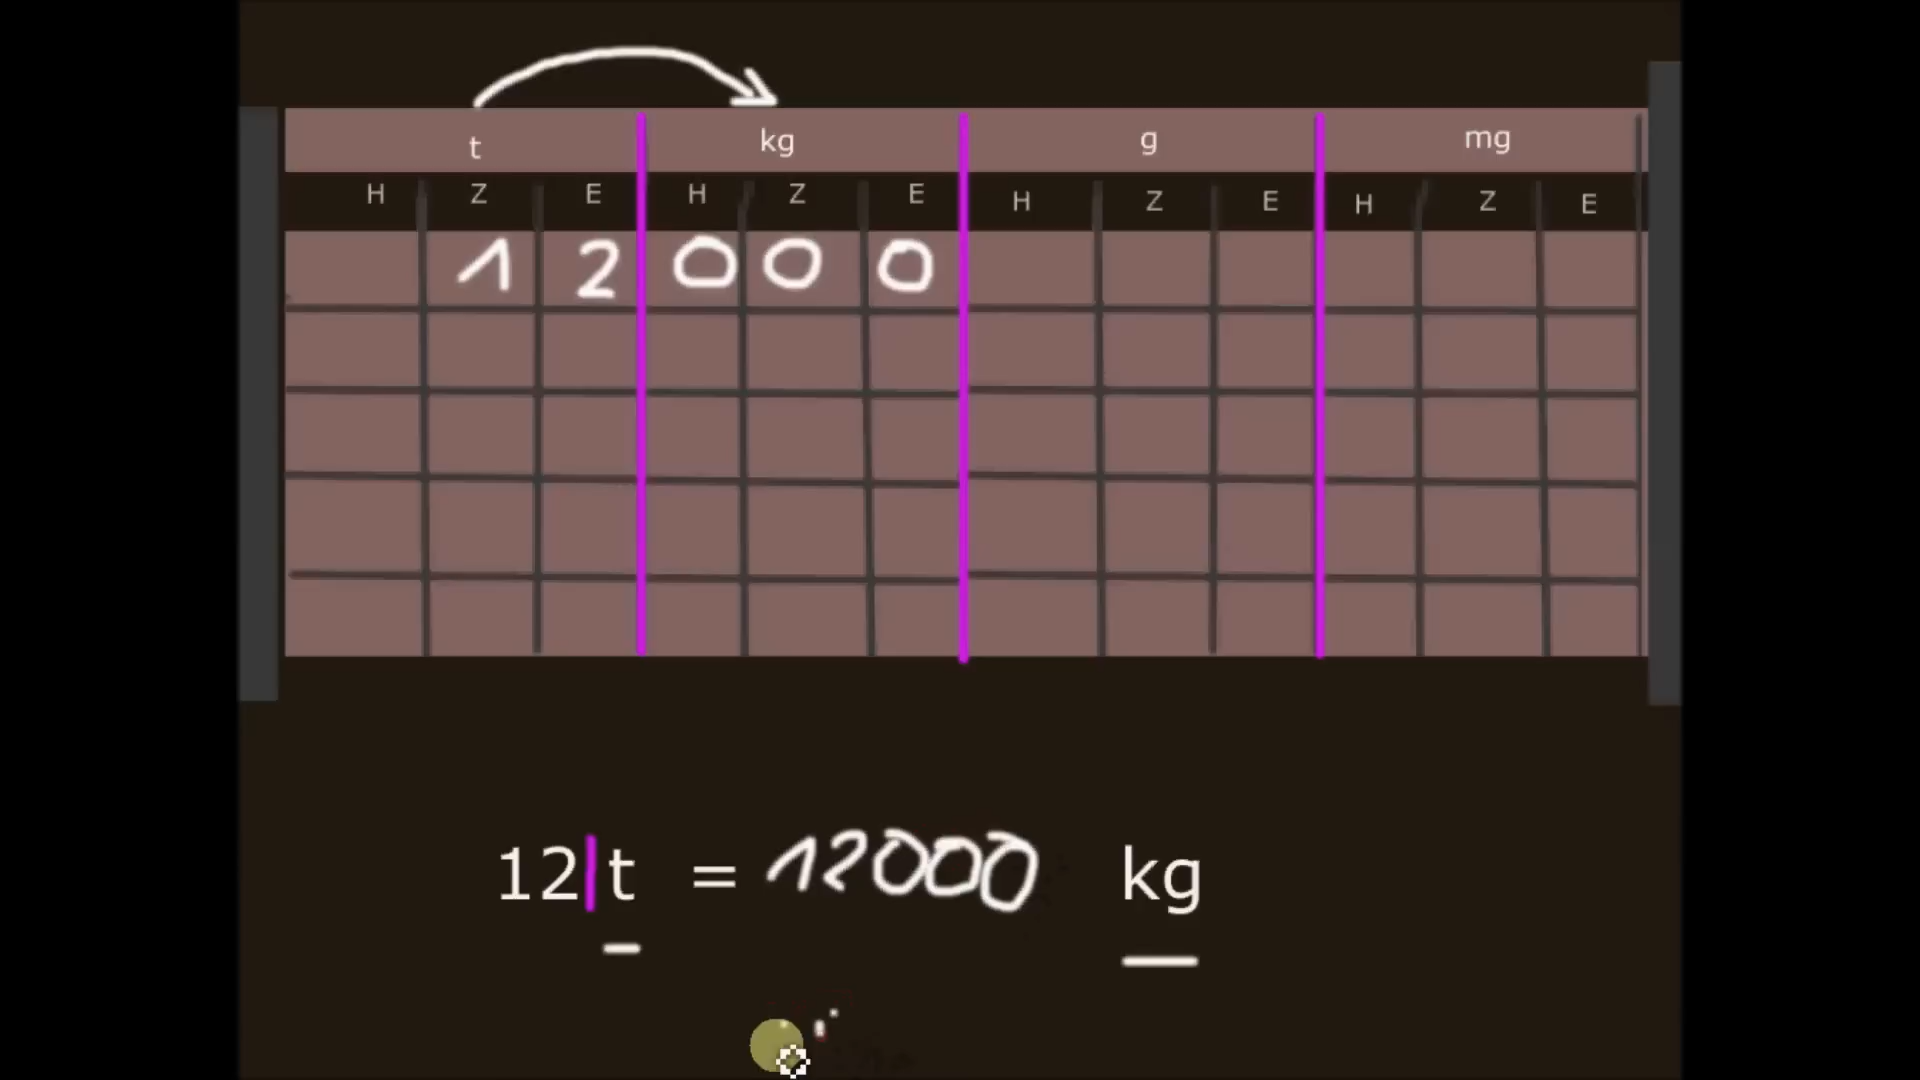 t kg g mg
H Z E H Z E H Z E H Z E
1 2 0 0 0
12 t = 12000 kg